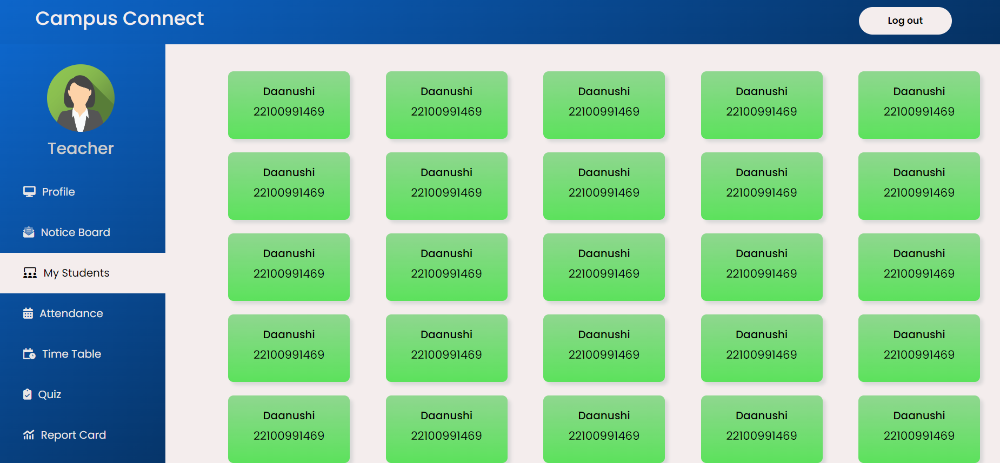 Campus Connect
Log out
Teacher
Profile
Notice Board
My Students
Attendance
Time Table
Quiz
Report Card
Daanushi Daanushi Daanushi Daanushi Daanushi
22100991469 22100991469 22100991469 22100991469 22100991469
Daanushi Daanushi Daanushi Daanushi Daanushi
22100991469 22100991469 22100991469 22100991469 22100991469
Daanushi Daanushi Daanushi Daanushi Daanushi
22100991469 22100991469 22100991469 22100991469 22100991469
Daanushi Daanushi Daanushi Daanushi Daanushi
22100991469 22100991469 22100991469 22100991469 22100991469
Daanushi Daanushi Daanushi Daanushi Daanushi
22100991469 22100991469 22100991469 22100991469 22100991469